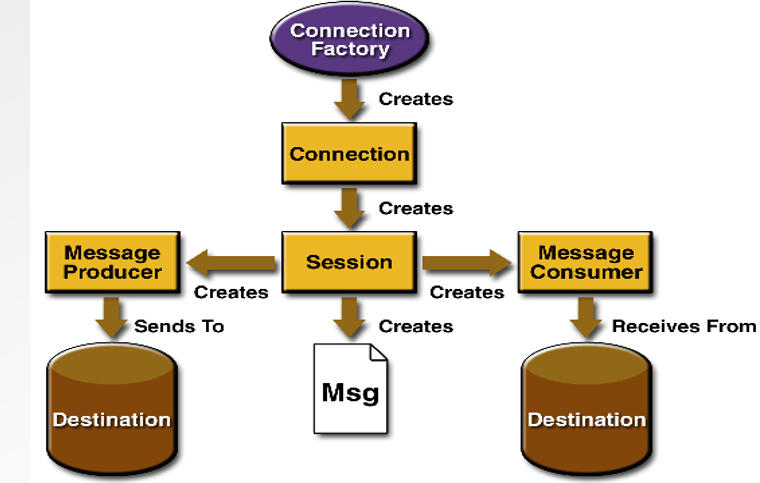 Connection
Factory
Creates
Connection
Creates
Message
Producer
Session
Message
Consumer
Creates
Creates
Sends To
Creates
Receives From
Destination
Msg
Destination